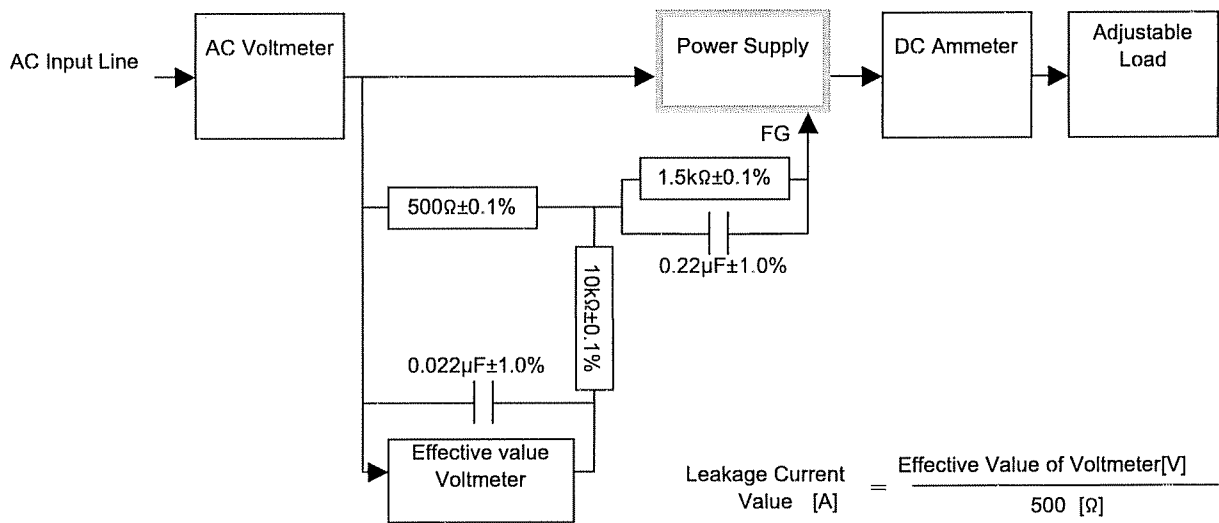 AC Input Line
AC Voltmeter
Power Supply
DC Ammeter
Adjustable
Load
FG
1.5kΩ±0.1%
500Ω±0.1%
0.22µF±1.0%
10kΩ±0.1%
0.022µF±1.0%
Effective value
Voltmeter
Leakage Current
Value [A]
=
Effective Value of Voltmeter[V]
500 [Ω]